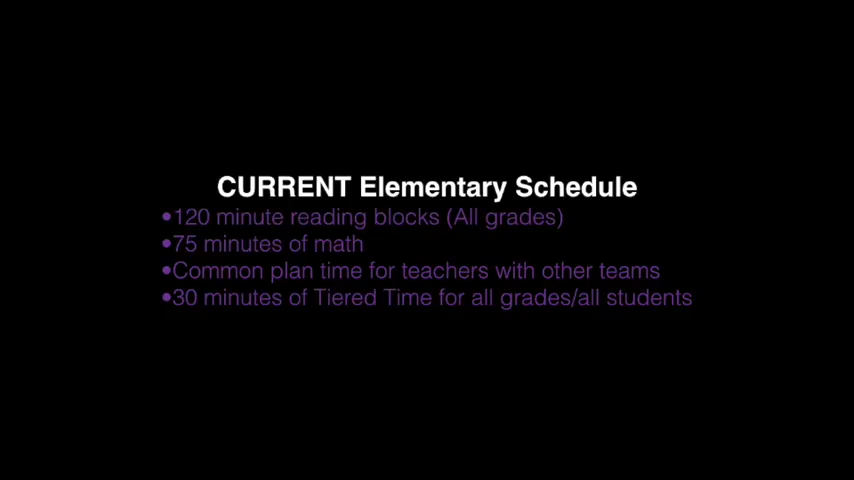 CURRENT Elementary Schedule
•120 minute reading blocks (All grades)
•75 minutes of math
•Common plan time for teachers with other teams
•30 minutes of Tiered Time for all grades/all students